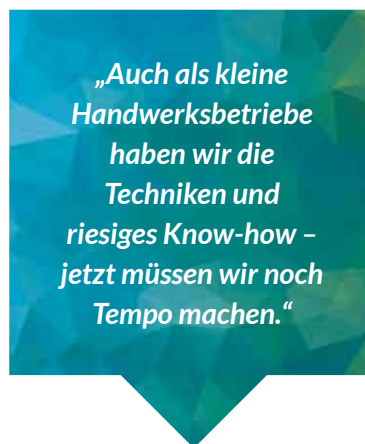 „Auch als kleine
Handwerksbetriebe
haben wir die
Techniken und
riesiges Know-how –
jetzt müssen wir noch
Tempo machen.“